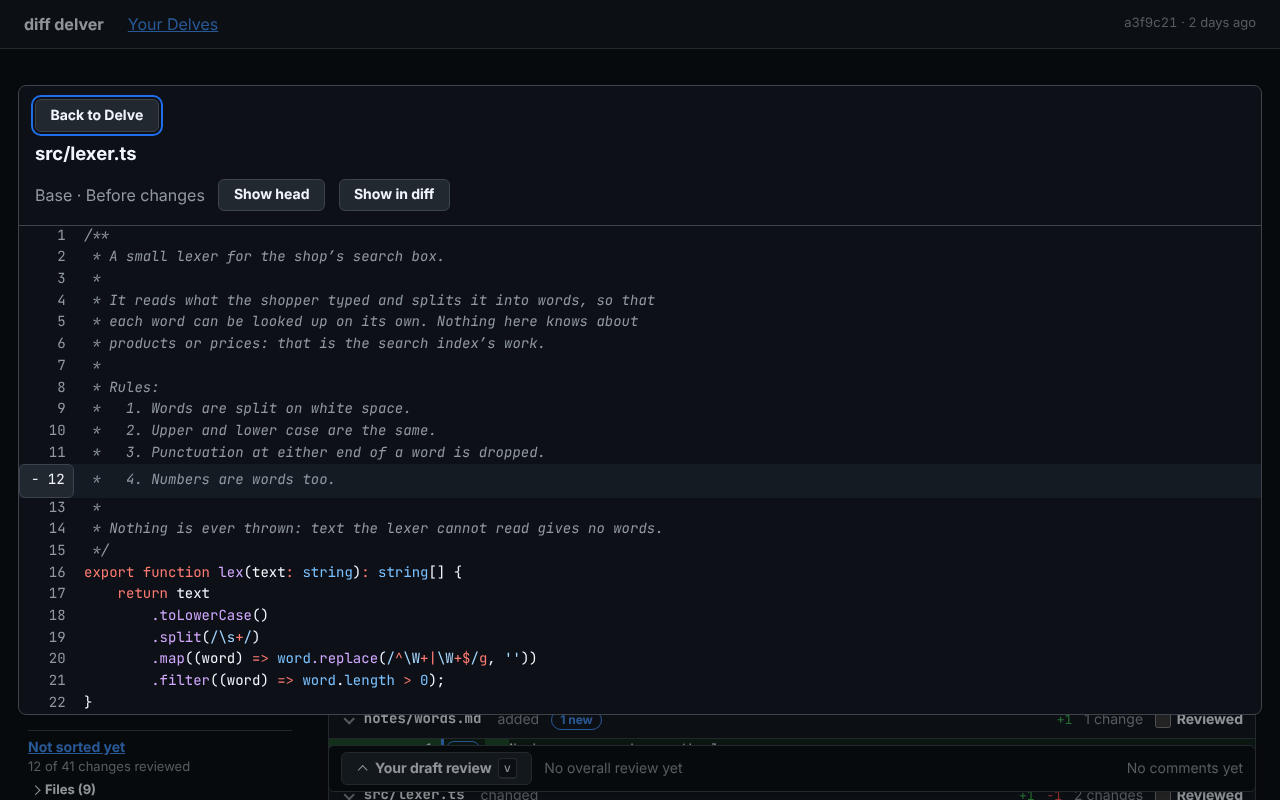 diff delver Your Delves a3f9c21 · 2 days ago
Back to Delve
src/lexer.ts
Base · Before changes Show head Show in diff
1 /**
2  * A small lexer for the shop’s search box.
3  *
4  * It reads what the shopper typed and splits it into words, so that
5  * each word can be looked up on its own. Nothing here knows about
6  * products or prices: that is the search index’s work.
7  *
8  * Rules:
9  *   1. Words are split on white space.
10  *   2. Upper and lower case are the same.
11  *   3. Punctuation at either end of a word is dropped.
- 12  *   4. Numbers are words too.
13  *
14  * Nothing is ever thrown: text the lexer cannot read gives no words.
15  */
16 export function lex(text: string): string[] {
17     return text
18         .toLowerCase()
19         .split(/\s+/)
20         .map((word) => word.replace(/^\W+|\W+$/g, ''))
21         .filter((word) => word.length > 0);
22 }
notes/words.md added 1 new +1 1 change Reviewed
Not sorted yet
12 of 41 changes reviewed
Files (9)
Your draft review v No overall review yet No comments yet
src/lexer.ts changed +1 -1 2 changes Reviewed